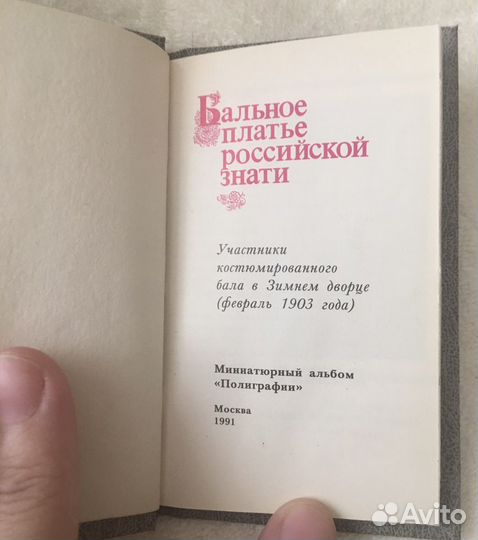 Бальное
платье
российской
знати
Участники
костюмированного
бала в Зимнем дворце
(февраль 1903 года)
Миниатюрный альбом
«Полиграфии»
Москва
1991
Avito